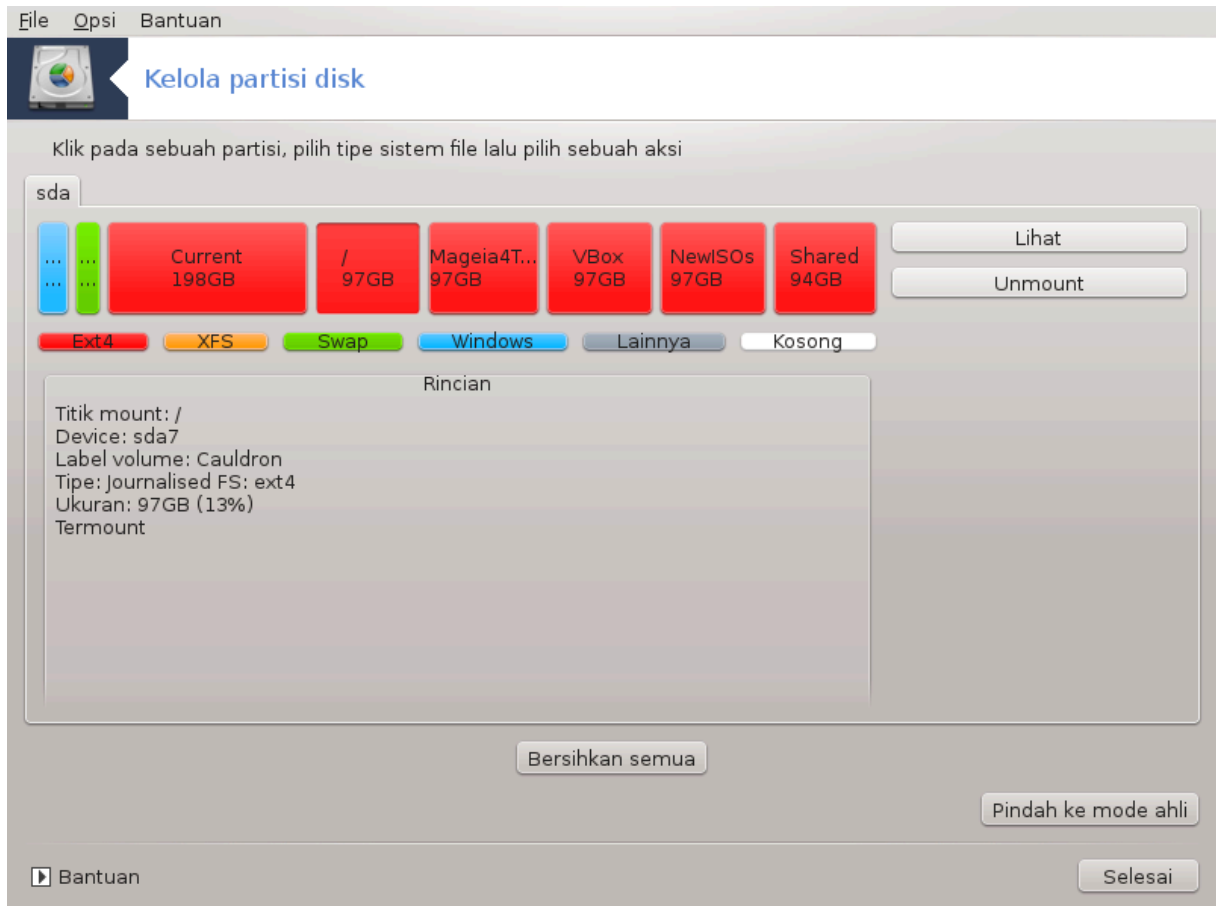 File Opsi Bantuan
Kelola partisi disk
Klik pada sebuah partisi, pilih tipe sistem file lalu pilih sebuah aksi
sda
... ... Current / Mageia4T... VBox NewISOs Shared
... ... 198GB 97GB 97GB 97GB 97GB 94GB
Lihat
Unmount
Ext4 XFS Swap Windows Lainnya Kosong
Rincian
Titik mount: /
Device: sda7
Label volume: Cauldron
Tipe: Journalised FS: ext4
Ukuran: 97GB (13%)
Termount
Bersihkan semua
Pindah ke mode ahli
Bantuan
Selesai